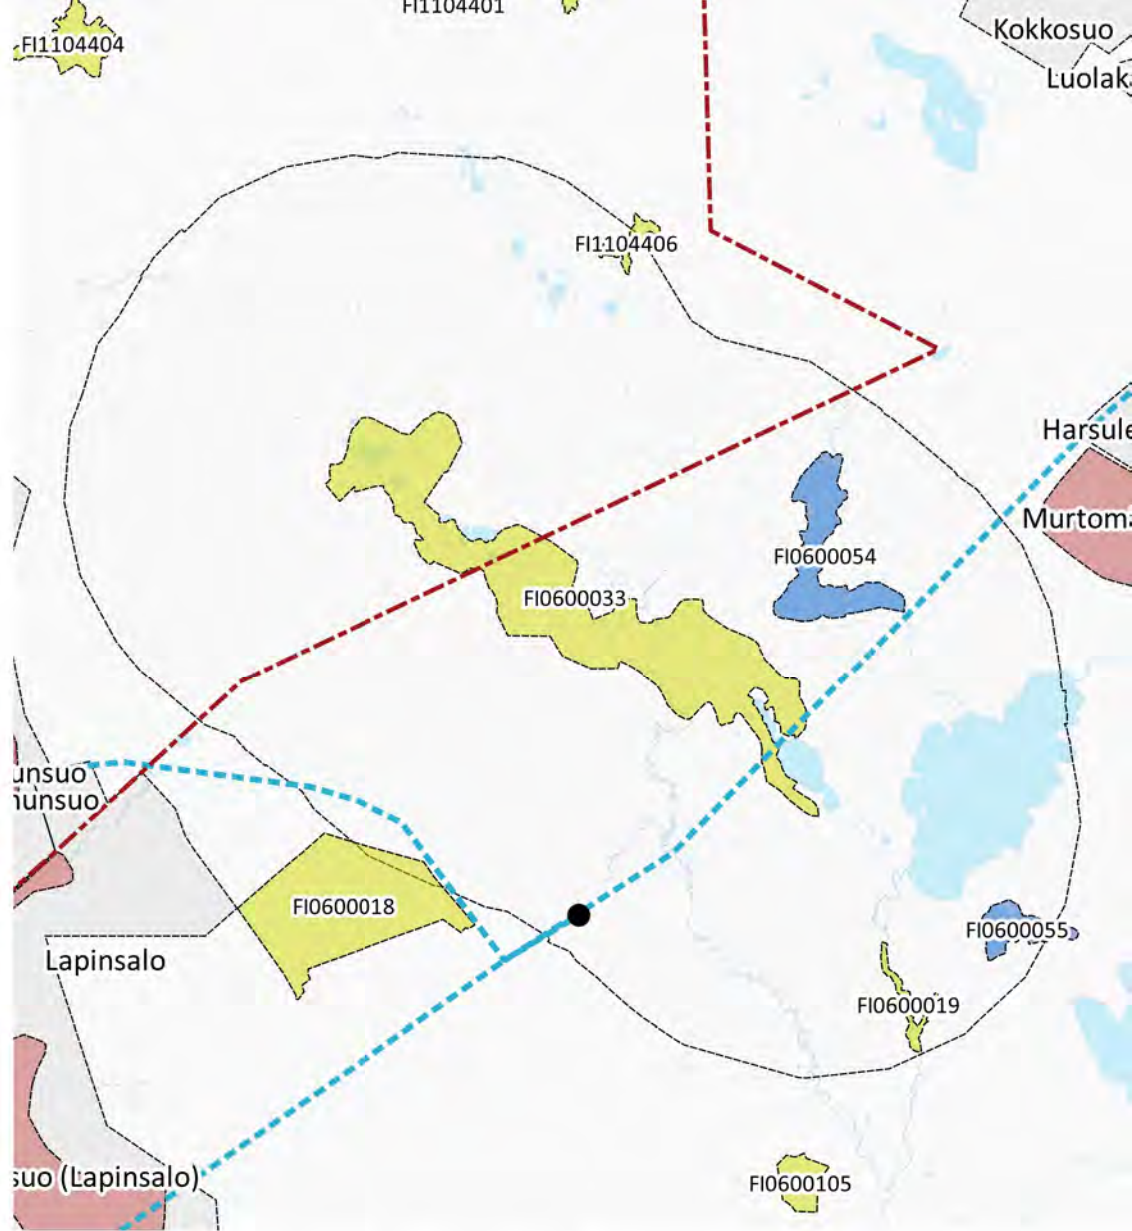 FI1104401
FI1104404
Kokkosuo
Luolak
FI1104406
Harsule
Murtoma
FI0600054
FI0600033
unsuo
unsuo
FI0600018
FI0600055
Lapinsalo
FI0600019
suo (Lapinsalo)
FI0600105